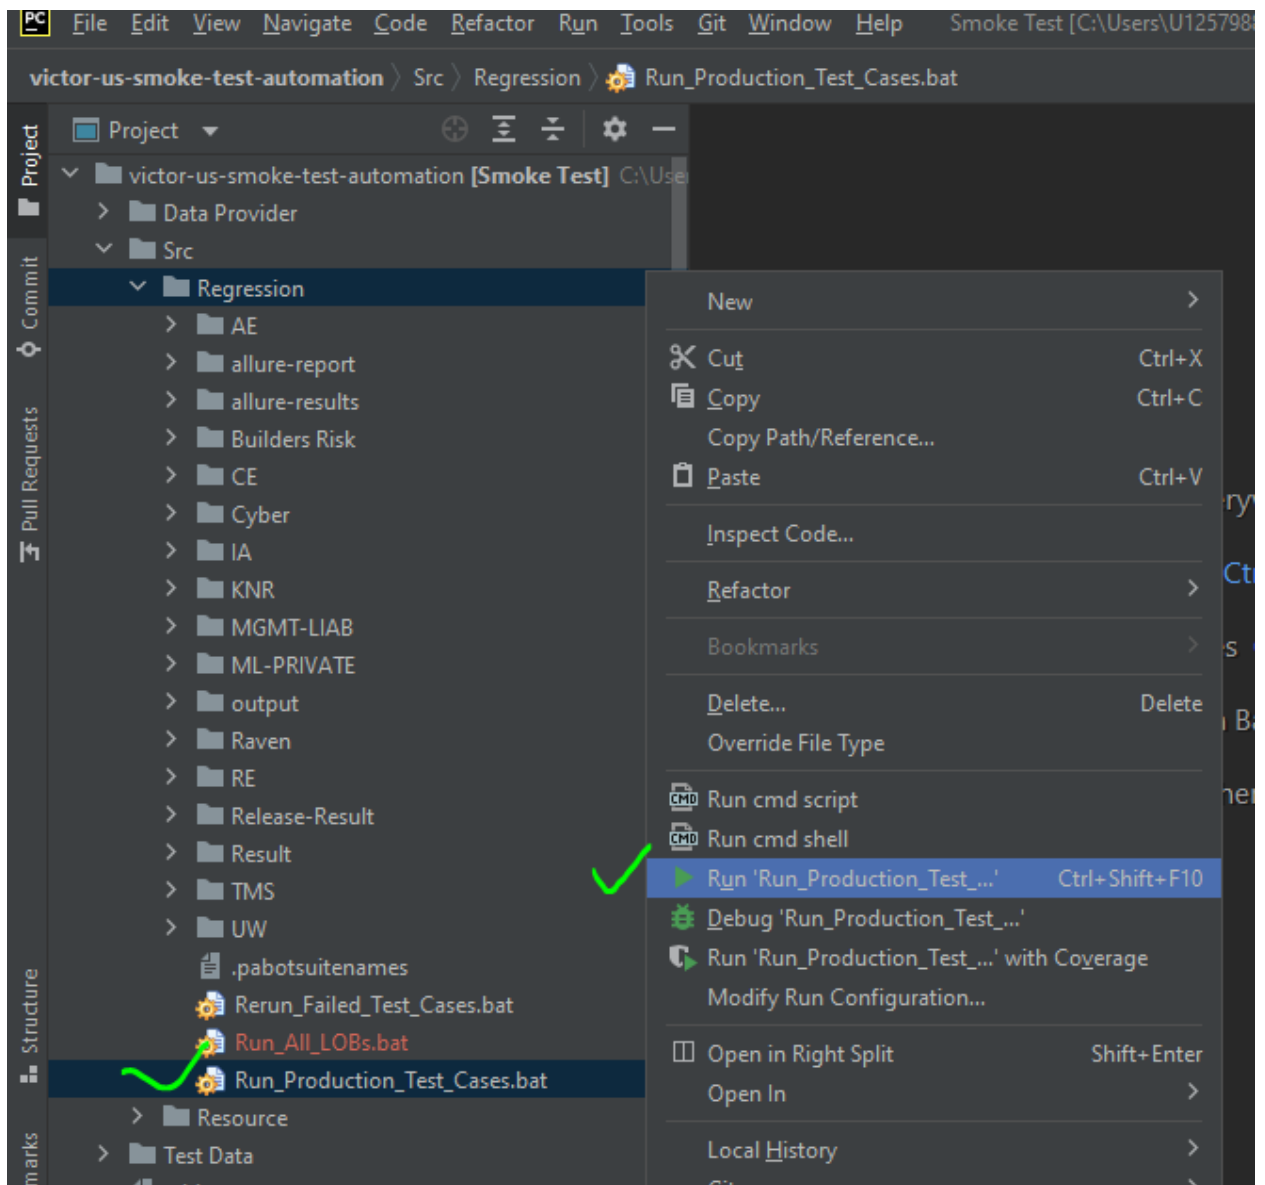 PC File Edit View Navigate Code Refactor Run Tools Git Window Help Smoke Test [C:\Users\U1257988
victor-us-smoke-test-automation Src Regression Run_Production_Test_Cases.bat
Project
Project
Commit
Pull Requests
Structure
victor-us-smoke-test-automation [Smoke Test] C:\User
Data Provider
Src
Regression
AE
allure-report
allure-results
Builders Risk
CE
Cyber
IA
KNR
MGMT-LIAB
ML-PRIVATE
output
Raven
RE
Release-Result
Result
TMS
UW
.pabotsuitenames
Rerun_Failed_Test_Cases.bat
Run_All_LOBs.bat
Run_Production_Test_Cases.bat
Resource
Test Data
New
Cut Ctrl+X
Copy Ctrl+C
Copy Path/Reference...
Paste Ctrl+V
Inspect Code...
Refactor
Bookmarks
Delete... Delete
Override File Type
CMD Run cmd script
CMD Run cmd shell
Run 'Run_Production_Test_...' Ctrl+Shift+F10
Debug 'Run_Production_Test_...'
Run 'Run_Production_Test_...' with Coverage
Modify Run Configuration...
Open in Right Split Shift+Enter
Open In
Local History